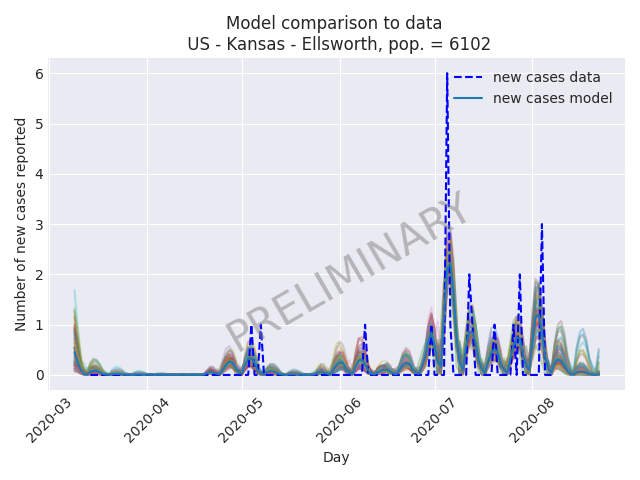 Model comparison to data
US - Kansas - Ellsworth, pop. = 6102
Number of new cases reported
6
5
4
3
2
1
0
new cases data
new cases model
PRELIMINARY
2020-03
2020-04
2020-05
2020-06
2020-07
2020-08
Day